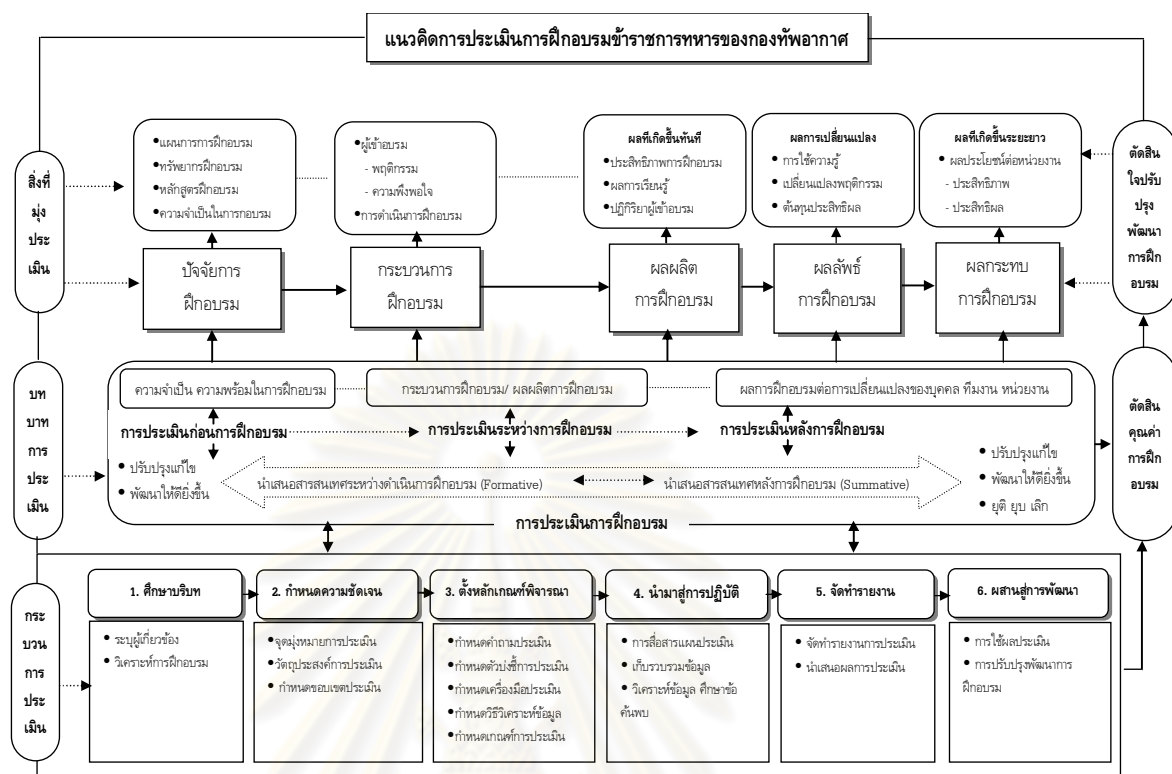 แนวคิดการประเมินการฝึกอบรมข้าราชการทหารของกองทัพอากาศ
สิ่งที่
มุ่ง
ประ
เมิน
•แผนการการฝึกอบรม
•ทรัพยากรฝึกอบรม
•หลักสูตรฝึกอบรม
•ความจำเป็นในการกอบรม
•ผู้เข้าอบรม
- พฤติกรรม
- ความพึงพอใจ
•การดำเนินการฝึกอบรม
ผลที่เกิดขึ้นทันที
•ประสิทธิภาพการฝึกอบรม
•ผลการเรียนรู้
•ปฏิกิริยาผู้เข้าอบรม
ผลการเปลี่ยนแปลง
• การใช้ความรู้
• เปลี่ยนแปลงพฤติกรรม
• ต้นทุนประสิทธิผล
ผลที่เกิดขึ้นระยะยาว
• ผลประโยชน์ต่อหน่วยงาน
- ประสิทธิภาพ
- ประสิทธิผล
ตัดสิน
ใจปรับ
ปรุง
พัฒนา
การฝึก
อบรม
ปัจจัยการ
ฝึกอบรม
กระบวนการ
ฝึกอบรม
ผลผลิต
การฝึกอบรม
ผลลัพธ์
การฝึกอบรม
ผลกระทบ
การฝึกอบรม
บท
บาท
การ
ประ
เมิน
ความจำเป็น ความพร้อมในการฝึกอบรม
กระบวนการฝึกอบรม/ ผลผลิตการฝึกอบรม
ผลการฝึกอบรมต่อการเปลี่ยนแปลงของบุคคล ทีมงาน หน่วยงาน
การประเมินก่อนการฝึกอบรม
การประเมินระหว่างการฝึกอบรม
การประเมินหลังการฝึกอบรม
• ปรับปรุงแก้ไข
• พัฒนาให้ดียิ่งขึ้น
นำเสนอสารสนเทศระหว่างดำเนินการฝึกอบรม (Formative)
นำเสนอสารสนเทศหลังการฝึกอบรม (Summative)
• ปรับปรุงแก้ไข
• พัฒนาให้ดียิ่งขึ้น
• ยุติ ยุบ เลิก
การประเมินการฝึกอบรม
ตัดสิน
คุณค่า
การฝึก
อบรม
กระ
บวน
การ
ประ
เมิน
1. ศึกษาบริบท
• ระบุผู้เกี่ยวข้อง
• วิเคราะห์การฝึกอบรม
2. กำหนดความชัดเจน
•จุดมุ่งหมายการประเมิน
•วัตถุประสงค์การประเมิน
• กำหนดขอบเขตประเมิน
3. ตั้งหลักเกณฑ์พิจารณา
•กำหนดคำถามประเมิน
•กำหนดตัวบ่งชี้การประเมิน
•กำหนดเครื่องมือประเมิน
•กำหนดวิธีวิเคราะห์ข้อมูล
•กำหนดเกณฑ์การประเมิน
4. นำมาสู่การปฏิบัติ
• การสื่อสารแผนประเมิน
• เก็บรวบรวมข้อมูล
• วิเคราะห์ข้อมูล ศึกษาข้อ
ค้นพบ
5. จัดทำรายงาน
• จัดทำรายงานการประเมิน
• นำเสนอผลการประเมิน
6. ผสานสู่การพัฒนา
• การใช้ผลประเมิน
• การปรับปรุงพัฒนาการ
ฝึกอบรม